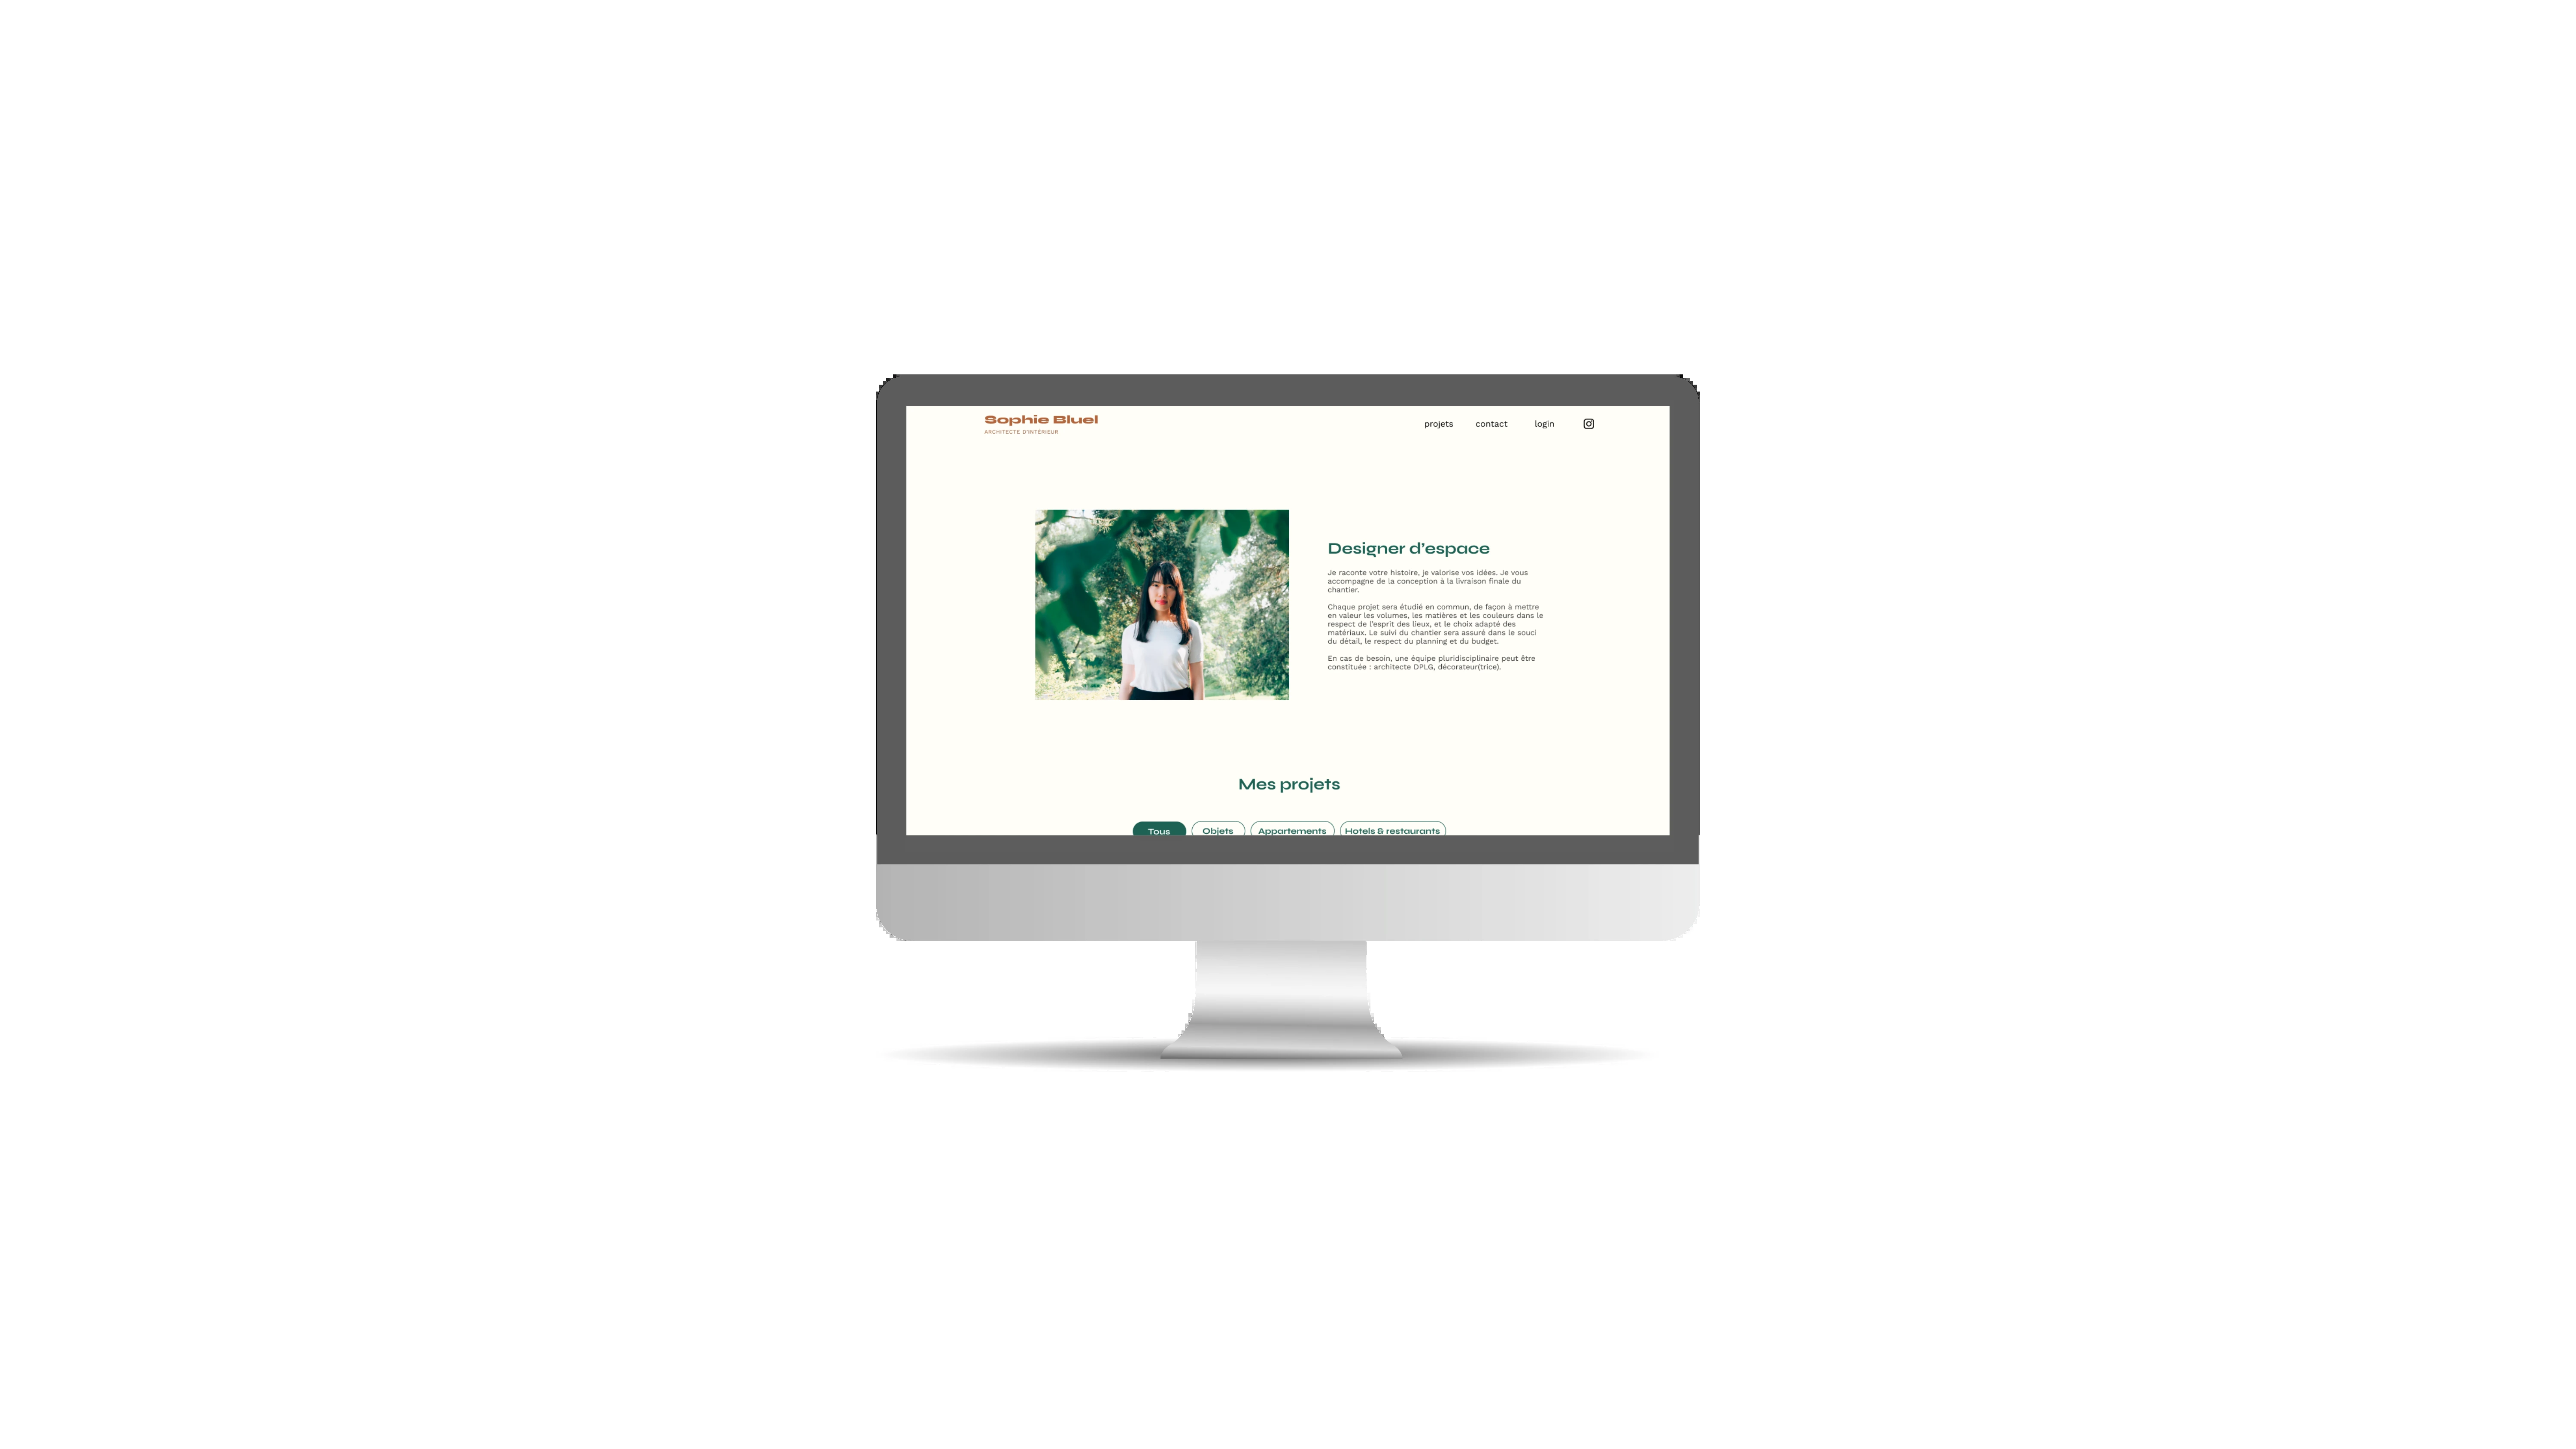 Sophie Bluel
ARCHITECTE D'INTÉRIEUR
projets contact login
Designer d'espace
Je raconte votre histoire, je valorise vos idées. Je vous
accompagne de la conception à la livraison finale du
chantier.
Chaque projet sera étudié en commun, de façon à mettre
en valeur les volumes, les matières et les couleurs dans le
respect de l'esprit des lieux, et le choix adapté des
matériaux. Le suivi du chantier sera assuré dans le souci
du détail, le respect du planning et du budget.
En cas de besoin, une équipe pluridisciplinaire peut être
constituée : architecte DPLG, décorateur(trice).
Mes projets
Tous Objets Appartements Hotels & restaurants